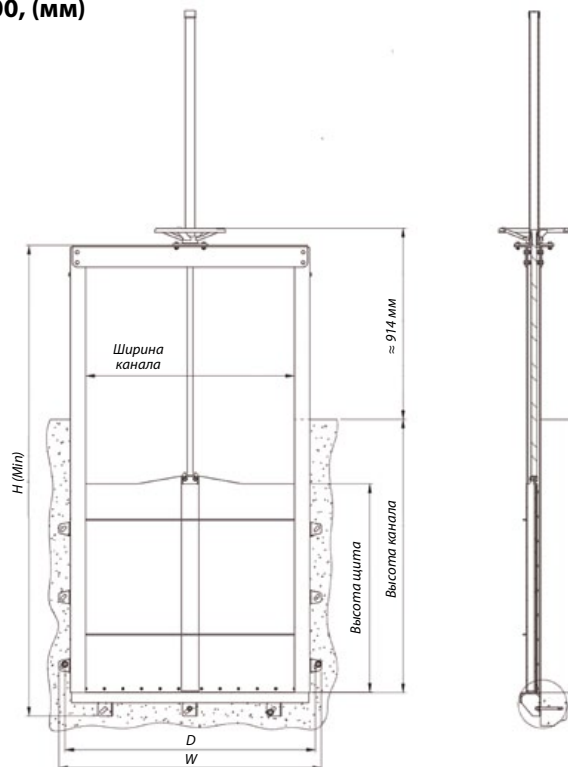 00, (мм)
Ширина
канала
≈ 914 мм
H (Min)
Высота щита
Высота канала
D
W